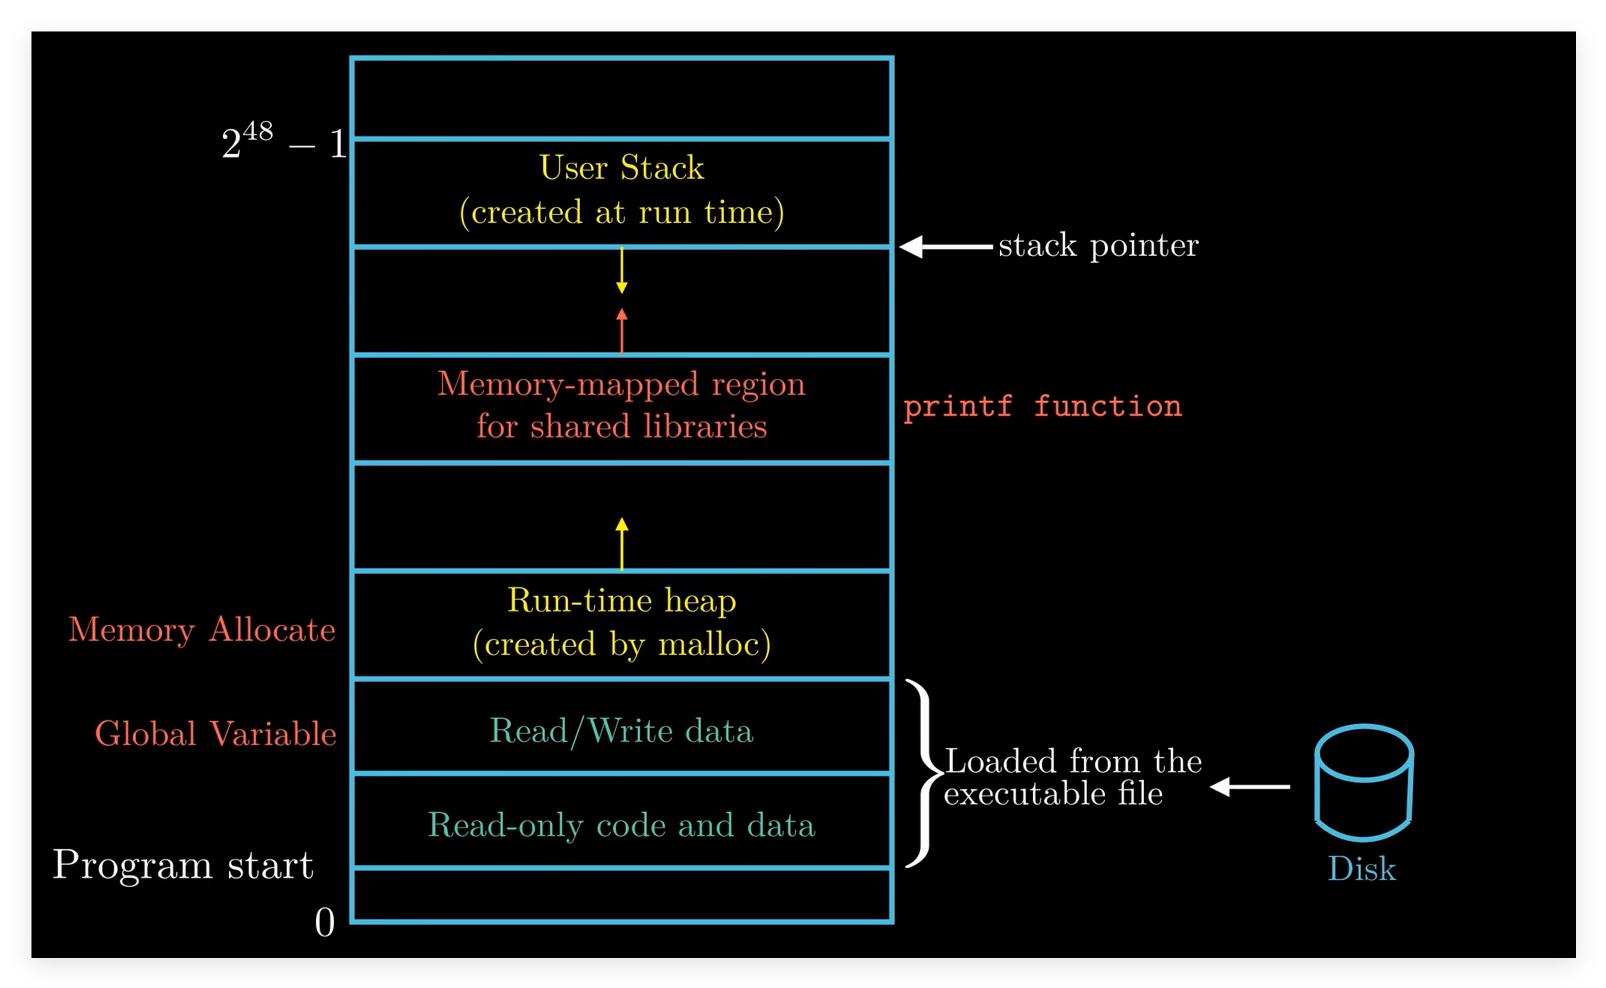 2^48 − 1
User Stack
(created at run time)
stack pointer
Memory-mapped region
for shared libraries
printf function
Run-time heap
(created by malloc)
Memory Allocate
Read/Write data
Global Variable
Loaded from the
executable file
Read-only code and data
Program start
Disk
0